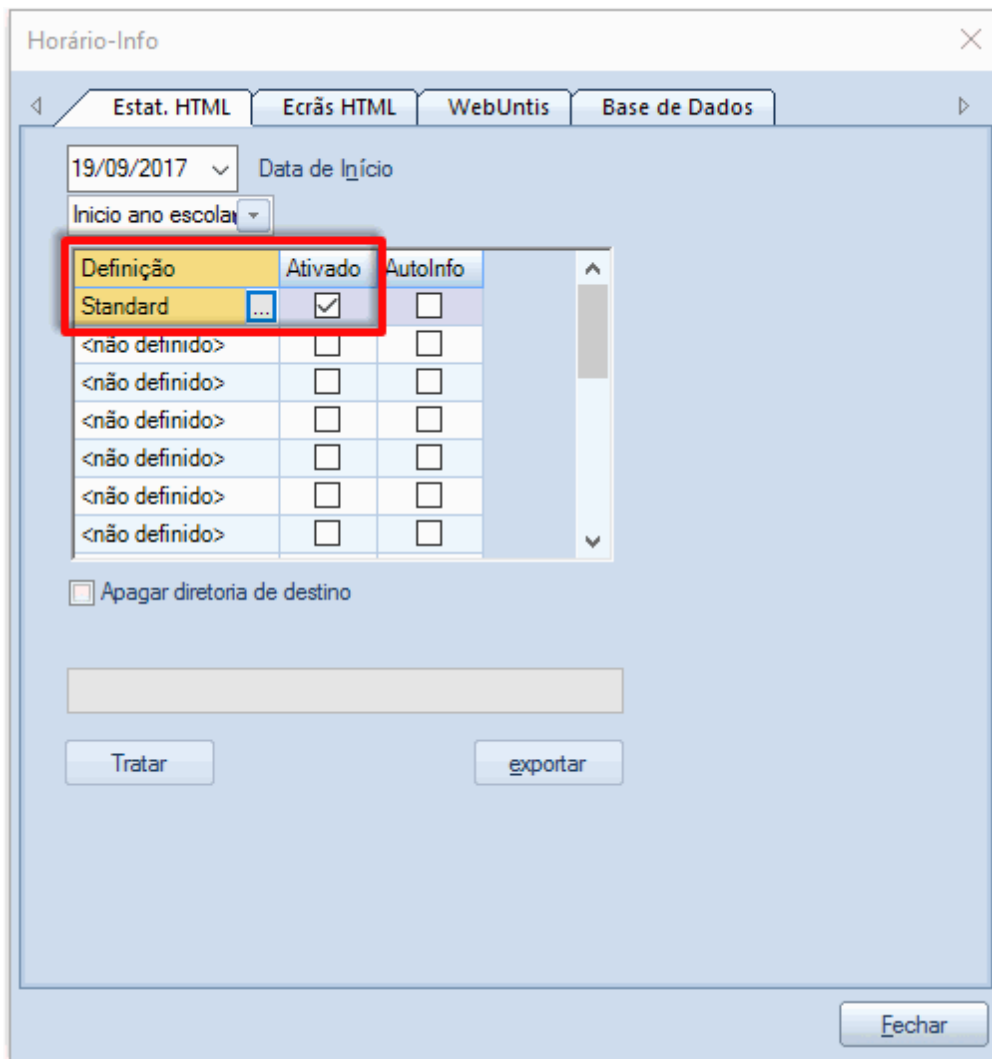 Horário-Info
Estat. HTML Ecrãs HTML WebUntis Base de Dados
19/09/2017 Data de Início
Inicio ano escolar
Definição Ativado AutoInfo
Standard ...
<não definido>
<não definido>
<não definido>
<não definido>
<não definido>
<não definido>
Apagar diretoria de destino
Tratar exportar
Fechar